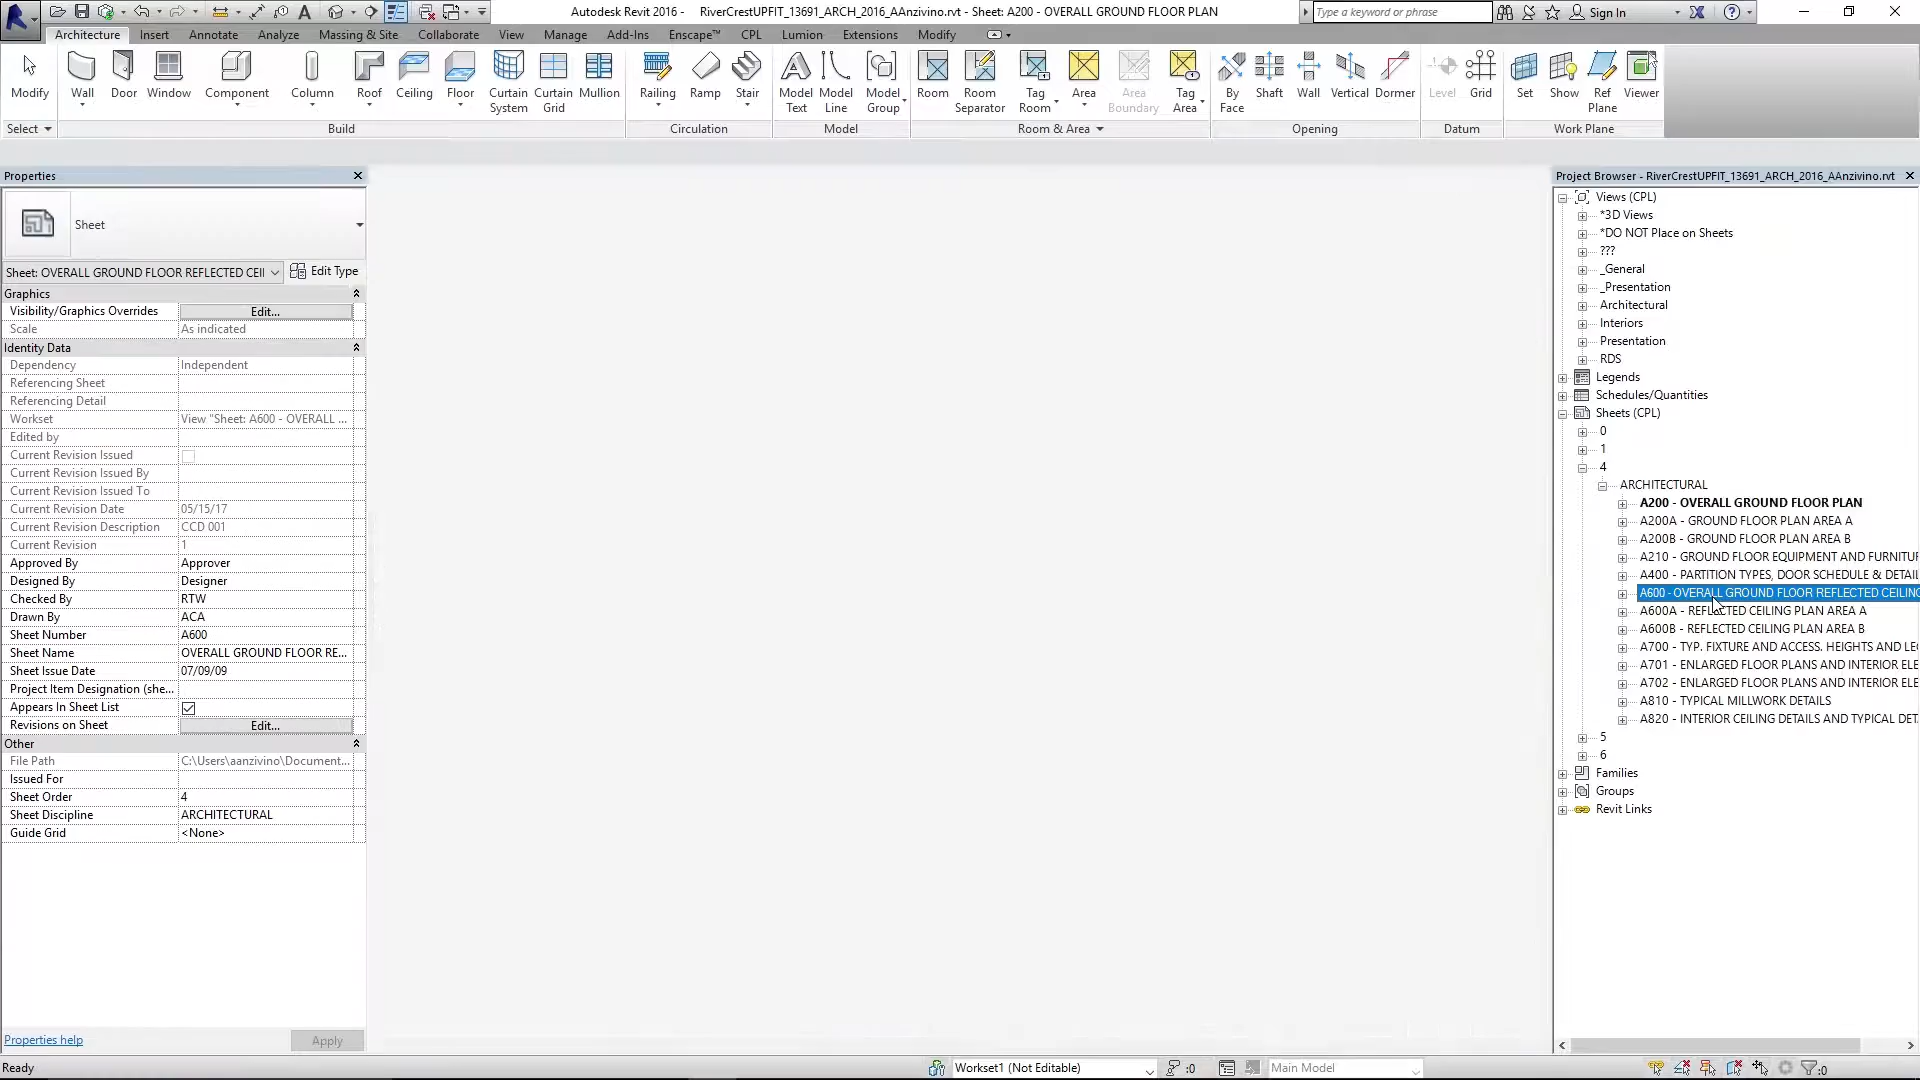 Autodesk Revit 2016 - RiverCrestUPFIT_13691_ARCH_2016_AAnzivino.rvt - Sheet: A200 - OVERALL GROUND FLOOR PLAN
Type a keyword or phrase
Sign In
Architecture Insert Annotate Analyze Massing & Site Collaborate View Manage Add-Ins Enscape™ CPL Lumion Extensions Modify
Modify Wall Door Window Component Column Roof Ceiling Floor Curtain System Curtain Grid Mullion Railing Ramp Stair Model Text Model Line Model Group Room Room Separator Tag Room Area Area Boundary Tag Area By Face Shaft Wall Vertical Dormer Level Grid Set Show Ref Plane Viewer
Select Build Circulation Model Room & Area Opening Datum Work Plane
Properties
Sheet
Sheet: OVERALL GROUND FLOOR REFLECTED CEII
Edit Type
Graphics
Visibility/Graphics Overrides Edit...
Scale As indicated
Identity Data
Dependency Independent
Referencing Sheet
Referencing Detail
Workset View "Sheet: A600 - OVERALL ...
Edited by
Current Revision Issued
Current Revision Issued By
Current Revision Issued To
Current Revision Date 05/15/17
Current Revision Description CCD 001
Current Revision 1
Approved By Approver
Designed By Designer
Checked By RTW
Drawn By ACA
Sheet Number A600
Sheet Name OVERALL GROUND FLOOR RE...
Sheet Issue Date 07/09/09
Project Item Designation (she...
Appears In Sheet List
Revisions on Sheet Edit...
Other
File Path C:\Users\aanzivino\Document...
Issued For
Sheet Order 4
Sheet Discipline ARCHITECTURAL
Guide Grid <None>
Properties help
Apply
Project Browser - RiverCrestUPFIT_13691_ARCH_2016_AAnzivino.rvt
Views (CPL)
*3D Views
*DO NOT Place on Sheets
???
_General
_Presentation
Architectural
Interiors
Presentation
RDS
Legends
Schedules/Quantities
Sheets (CPL)
0
1
4
ARCHITECTURAL
A200 - OVERALL GROUND FLOOR PLAN
A200A - GROUND FLOOR PLAN AREA A
A200B - GROUND FLOOR PLAN AREA B
A210 - GROUND FLOOR EQUIPMENT AND FURNITUR
A400 - PARTITION TYPES, DOOR SCHEDULE & DETAIL
A600 - OVERALL GROUND FLOOR REFLECTED CEILING
A600A - REFLECTED CEILING PLAN AREA A
A600B - REFLECTED CEILING PLAN AREA B
A700 - TYP. FIXTURE AND ACCESS. HEIGHTS AND LE
A701 - ENLARGED FLOOR PLANS AND INTERIOR ELE
A702 - ENLARGED FLOOR PLANS AND INTERIOR ELE
A810 - TYPICAL MILLWORK DETAILS
A820 - INTERIOR CEILING DETAILS AND TYPICAL DET
5
6
Families
Groups
Revit Links
Ready
Workset1 (Not Editable)
:0
Main Model
:0